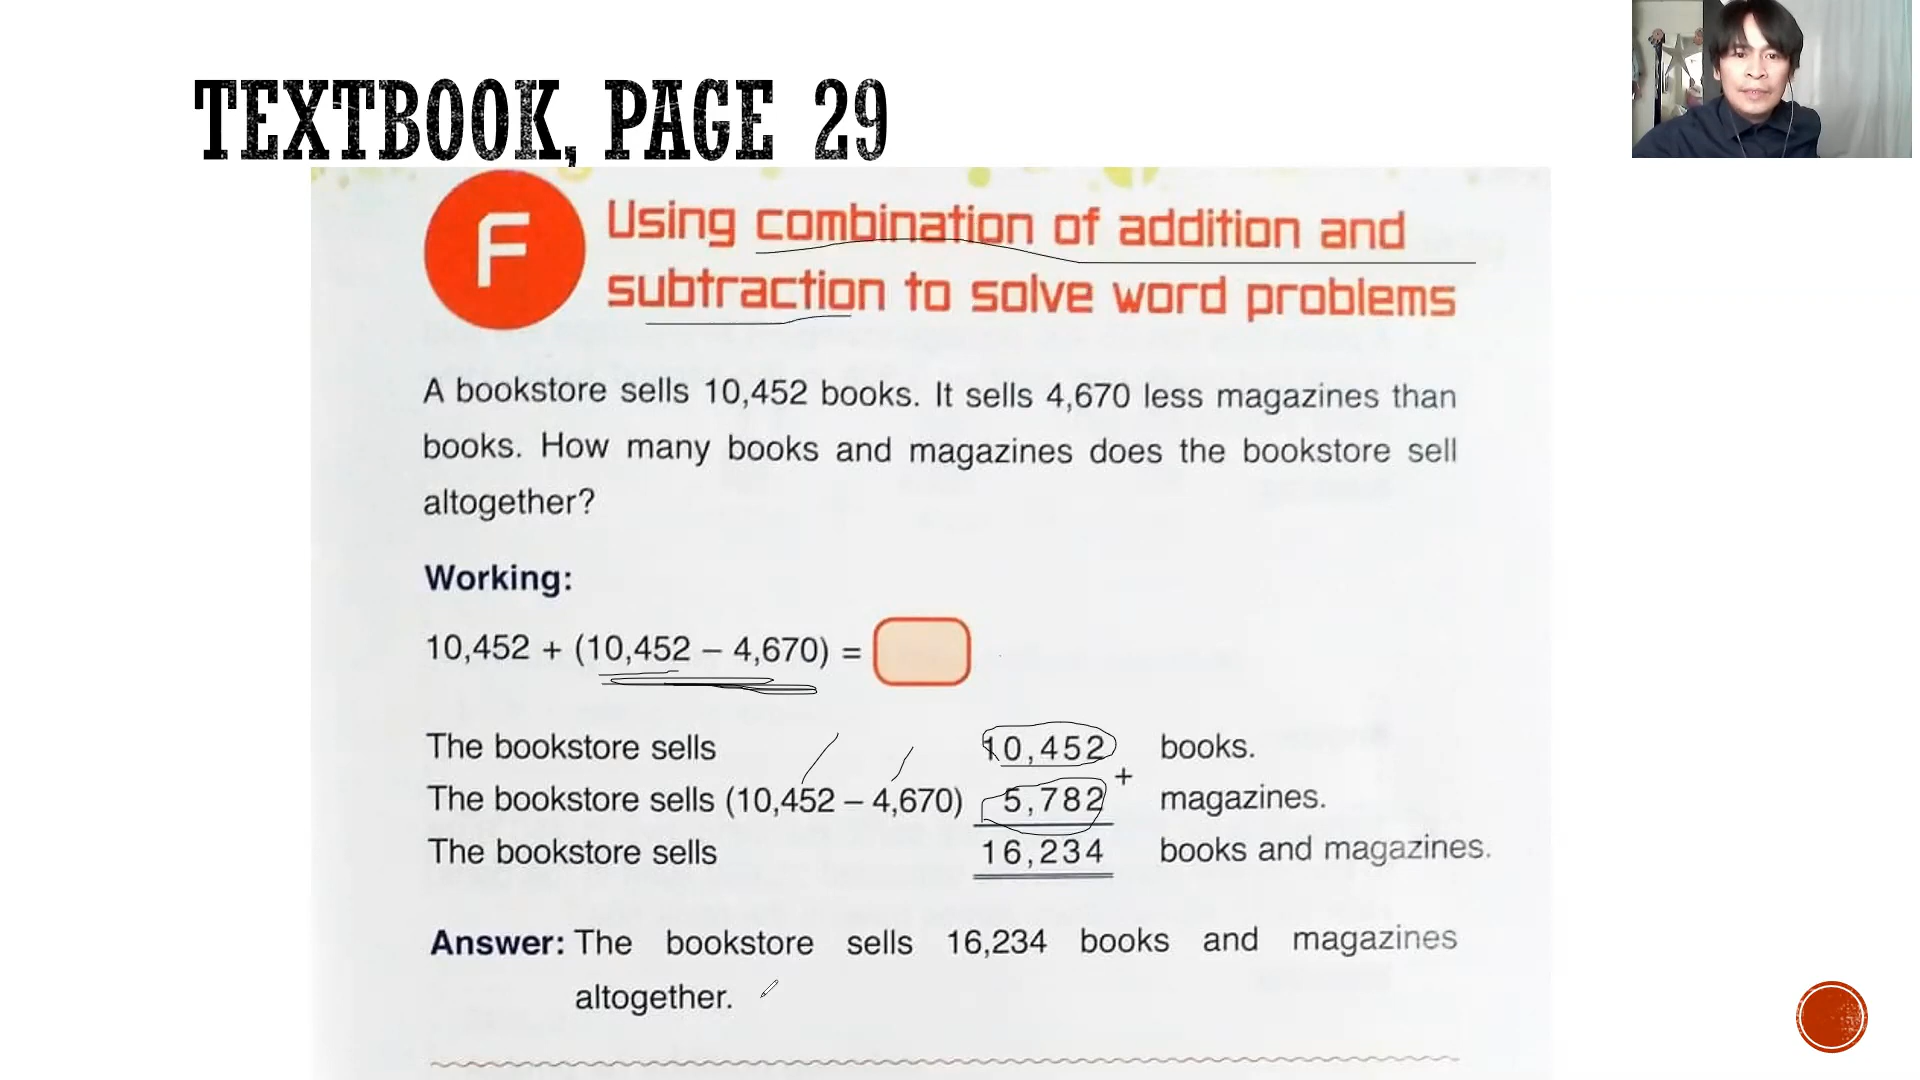 TEXTBOOK, PAGE 29
F
Using combination of addition and
subtraction to solve word problems
A bookstore sells 10,452 books. It sells 4,670 less magazines than
books. How many books and magazines does the bookstore sell
altogether?
Working:
10,452 + (10,452 – 4,670) =
The bookstore sells 10,452 books.
+
The bookstore sells (10,452 – 4,670) 5,782 magazines.
The bookstore sells 16,234 books and magazines.
Answer: The bookstore sells 16,234 books and magazines
altogether.